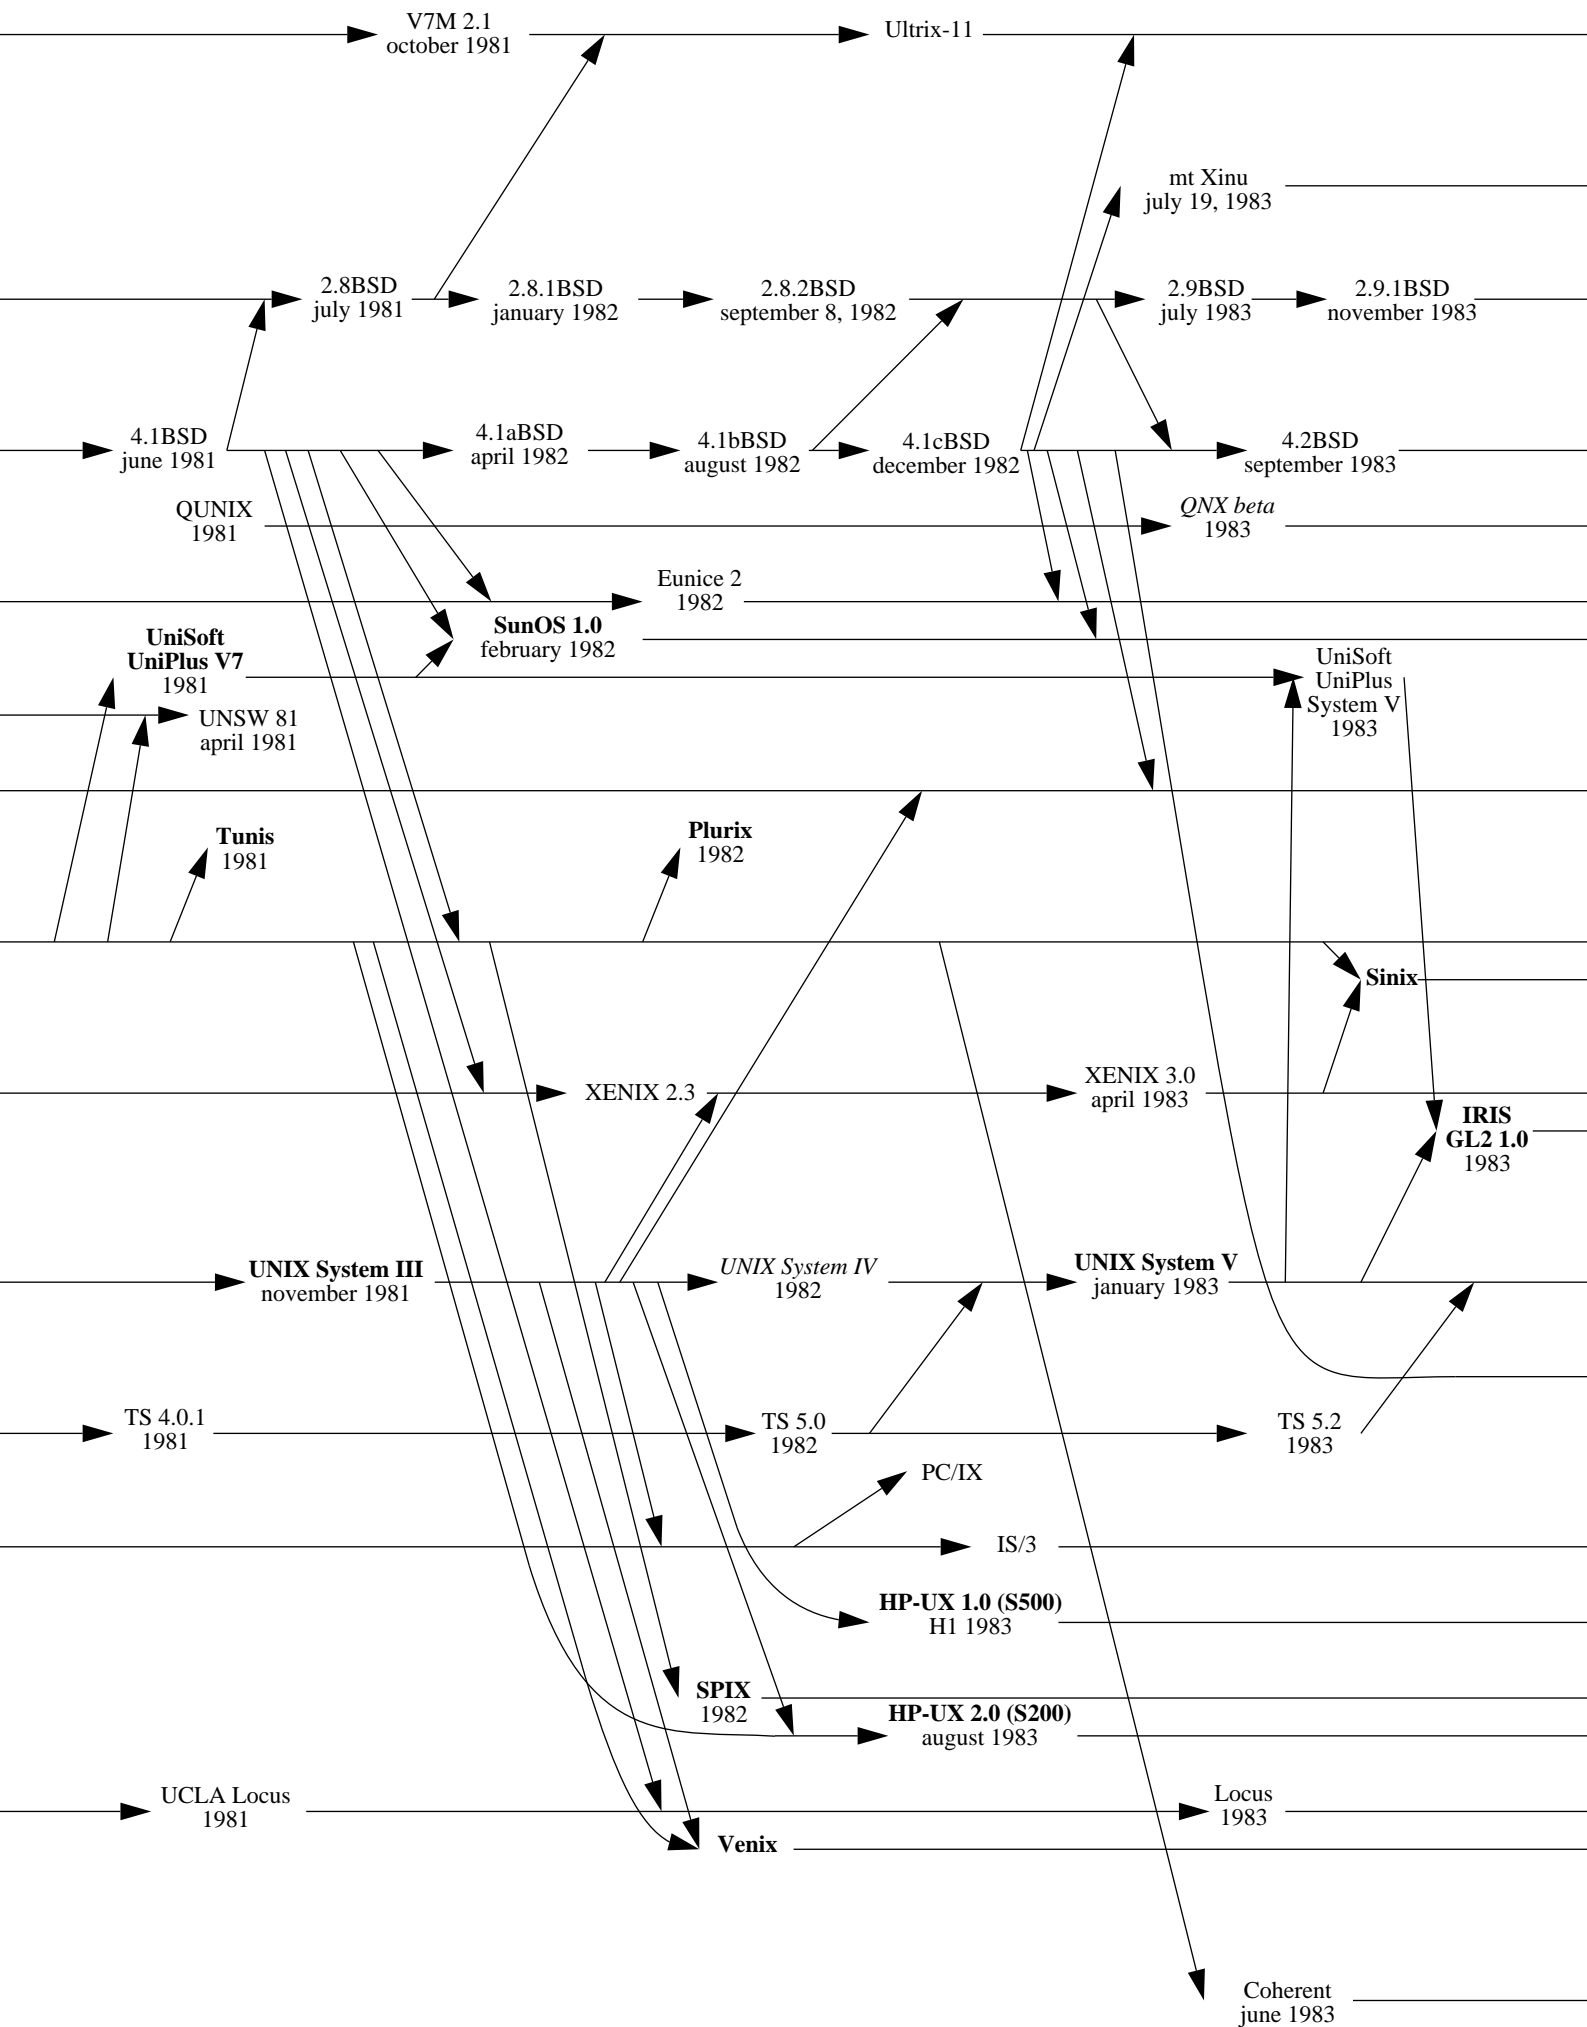 V7M 2.1
october 1981
Ultrix-11
mt Xinu
july 19, 1983
2.8BSD
july 1981
2.8.1BSD
january 1982
2.8.2BSD
september 8, 1982
2.9BSD
july 1983
2.9.1BSD
november 1983
4.1BSD
june 1981
4.1aBSD
april 1982
4.1bBSD
august 1982
4.1cBSD
december 1982
4.2BSD
september 1983
QUNIX
1981
QNX beta
1983
Eunice 2
1982
SunOS 1.0
february 1982
UniSoft
UniPlus V7
1981
UniSoft
UniPlus
System V
1983
UNSW 81
april 1981
Tunis
1981
Plurix
1982
Sinix
XENIX 2.3
XENIX 3.0
april 1983
IRIS
GL2 1.0
1983
UNIX System III
november 1981
UNIX System IV
1982
UNIX System V
january 1983
TS 4.0.1
1981
TS 5.0
1982
TS 5.2
1983
PC/IX
IS/3
HP-UX 1.0 (S500)
H1 1983
SPIX
1982
HP-UX 2.0 (S200)
august 1983
UCLA Locus
1981
Locus
1983
Venix
Coherent
june 1983